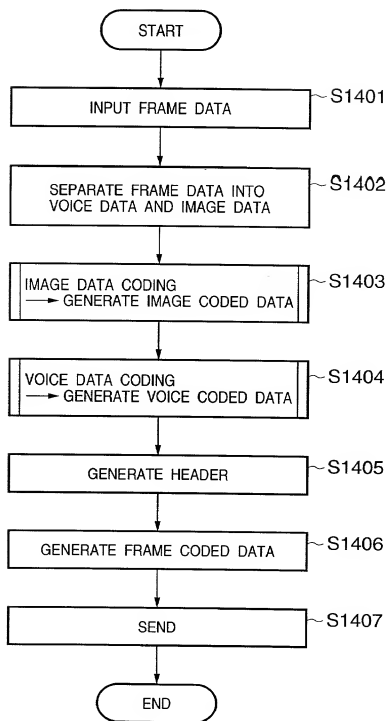 START
INPUT FRAME DATA
S1401
SEPARATE FRAME DATA INTO
VOICE DATA AND IMAGE DATA
S1402
IMAGE DATA CODING
→ GENERATE IMAGE CODED DATA
S1403
VOICE DATA CODING
→ GENERATE VOICE CODED DATA
S1404
GENERATE HEADER
S1405
GENERATE FRAME CODED DATA
S1406
SEND
S1407
END